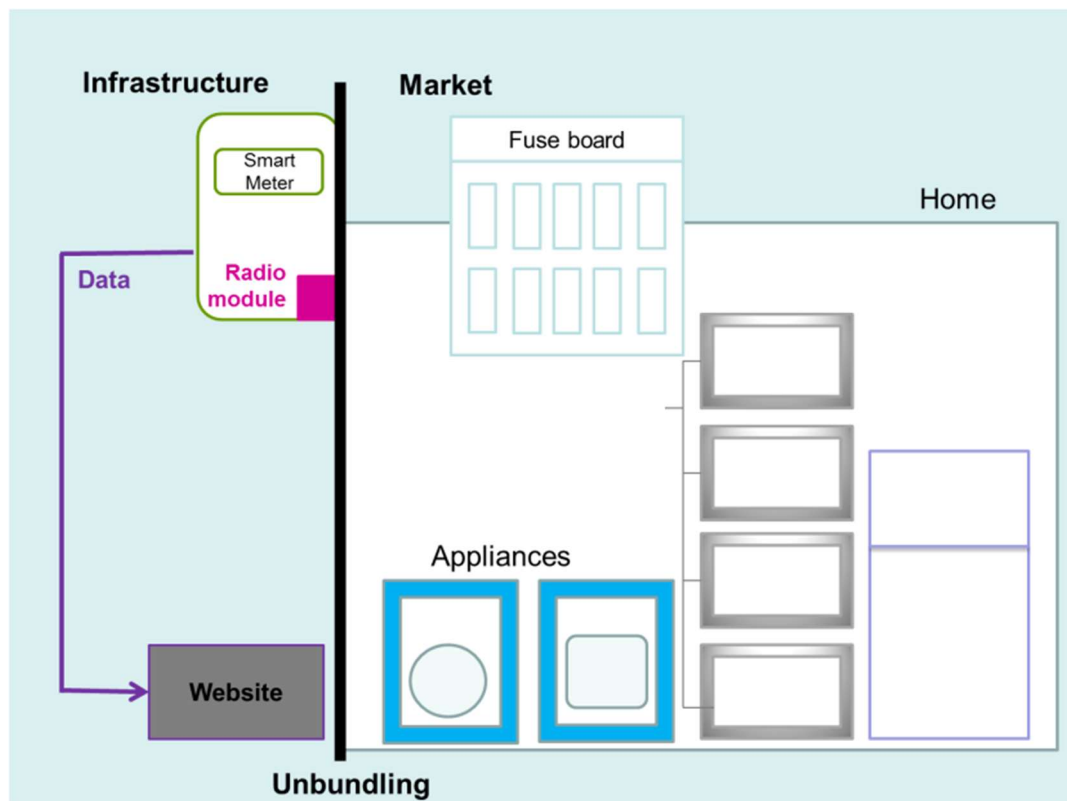 Infrastructure
Market
Fuse board
Smart
Meter
Home
Data
Radio
module
Appliances
Website
Unbundling